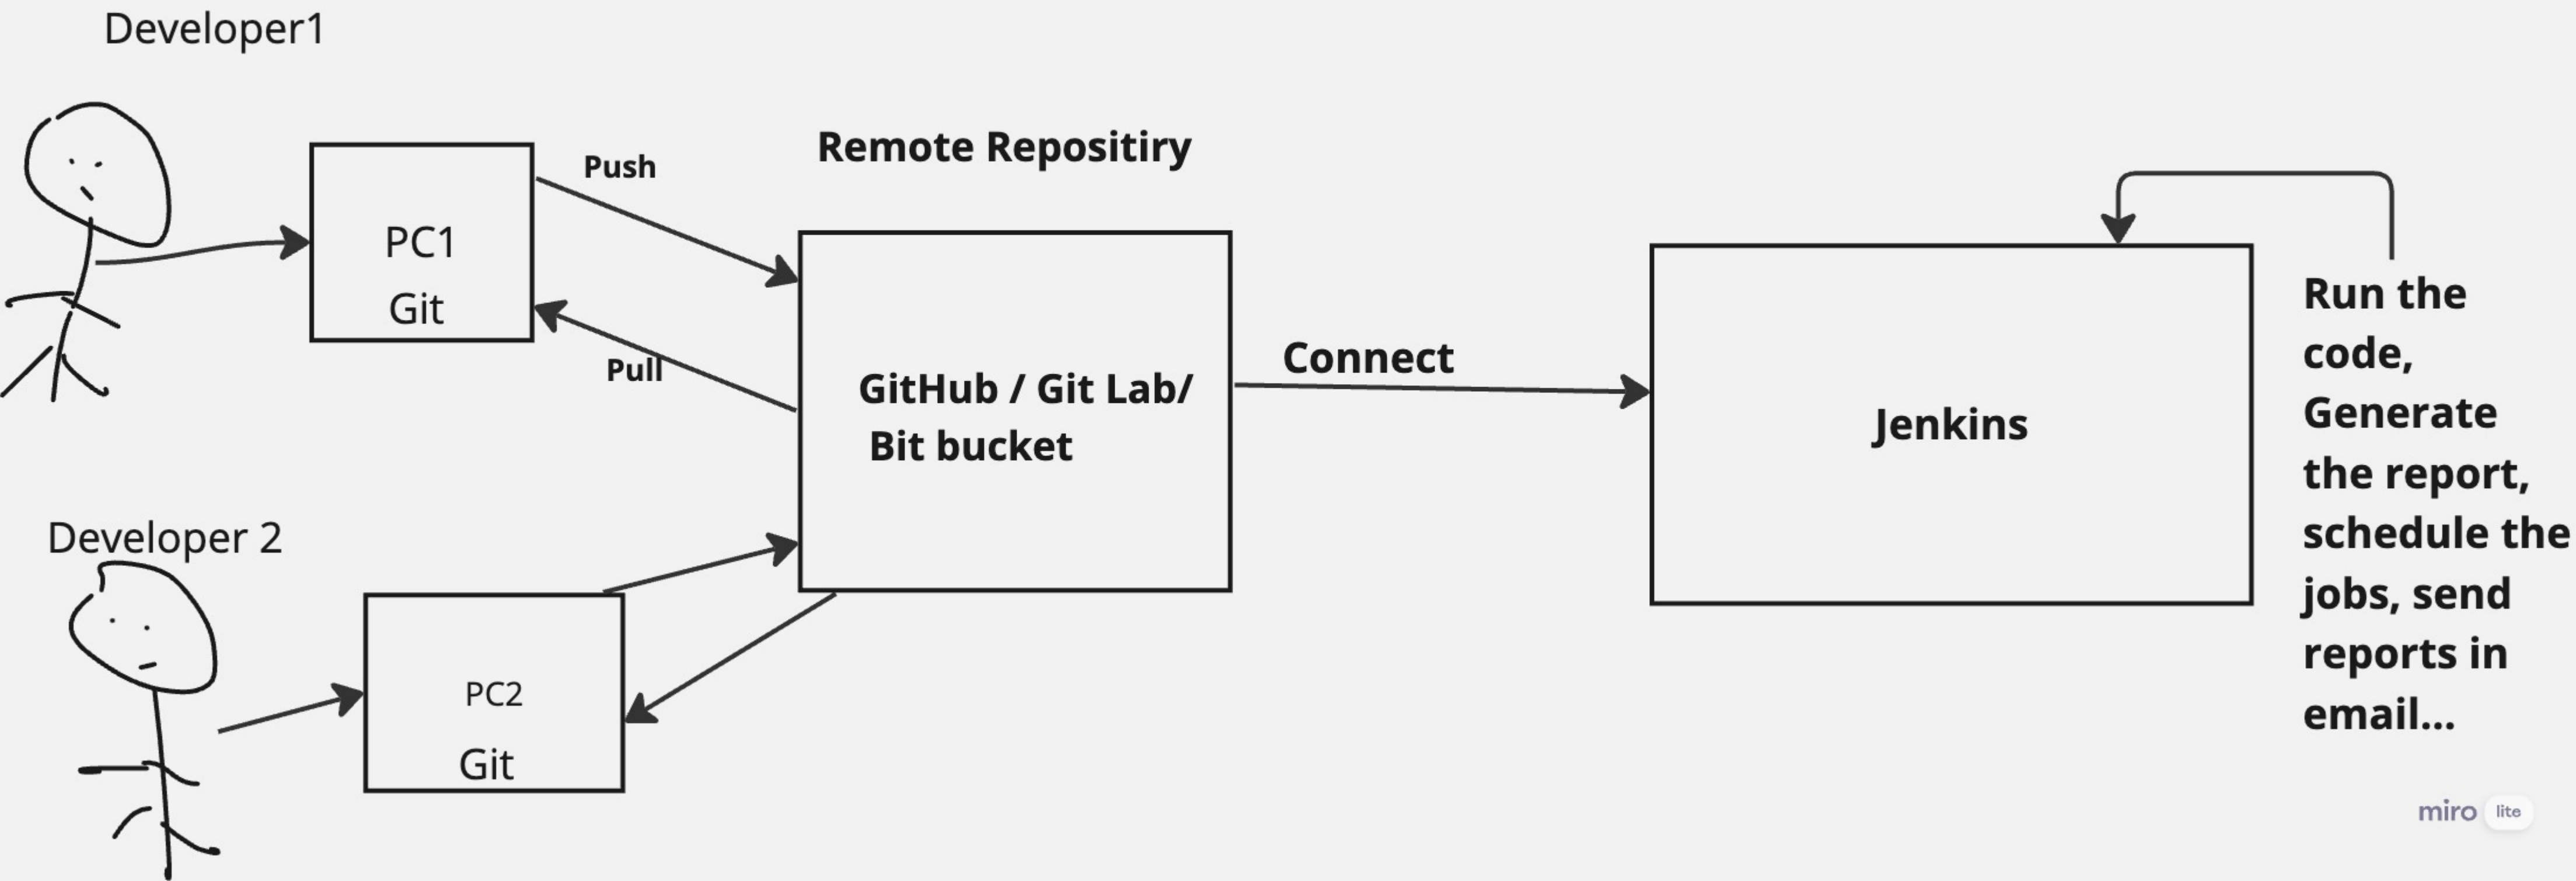 Developer1
PC1
Git
Push
Pull
Remote Repositiry
GitHub / Git Lab/
Bit bucket
Connect
Jenkins
Run the
code,
Generate
the report,
schedule the
jobs, send
reports in
email...
Developer 2
PC2
Git
miro lite